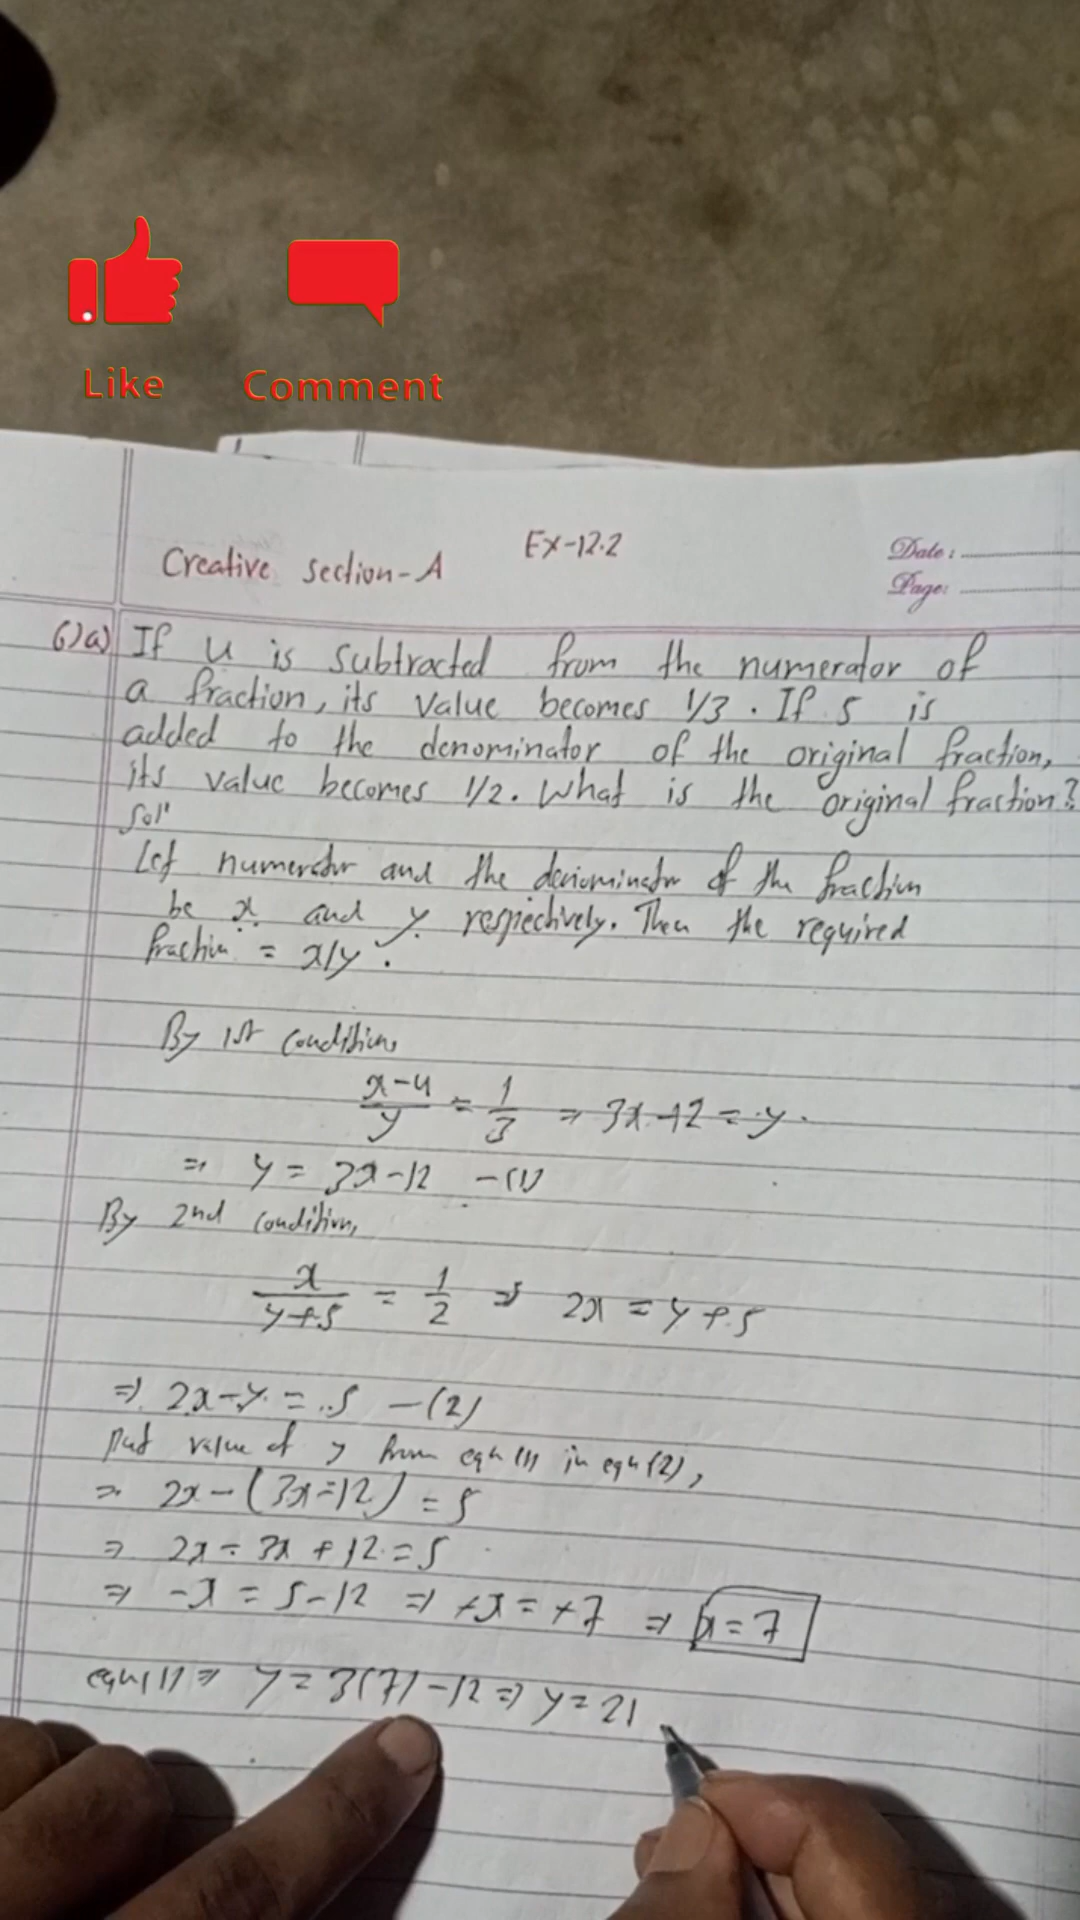 Like
Comment
Creative section-A
Ex-12.2
Date:
Page:
6)a) If 4 is subtracted from the numerator of
a fraction, its value becomes 1/3. If 5 is
added to the denominator of the original fraction,
its value becomes 1/2. What is the original fraction?
Solⁿ
Let numerator and the denominator of the fraction
be x and y respectively. Then the required
fraction = x/y.
By 1st condition,
x-4/y = 1/3 ⇒ 3x-12 = y.
⇒ y = 3x-12 -(1)
By 2nd condition,
x/y+5 = 1/2 ⇒ 2x = y+5
⇒ 2x-y = 5 -(2)
put value of y from eqn(1) in eqn(2),
⇒ 2x-(3x-12) = 5
⇒ 2x-3x+12 = 5
⇒ -x = 5-12 ⇒ +x = +7 ⇒ x=7
eqn(1) ⇒ y = 3(7)-12 ⇒ y = 21